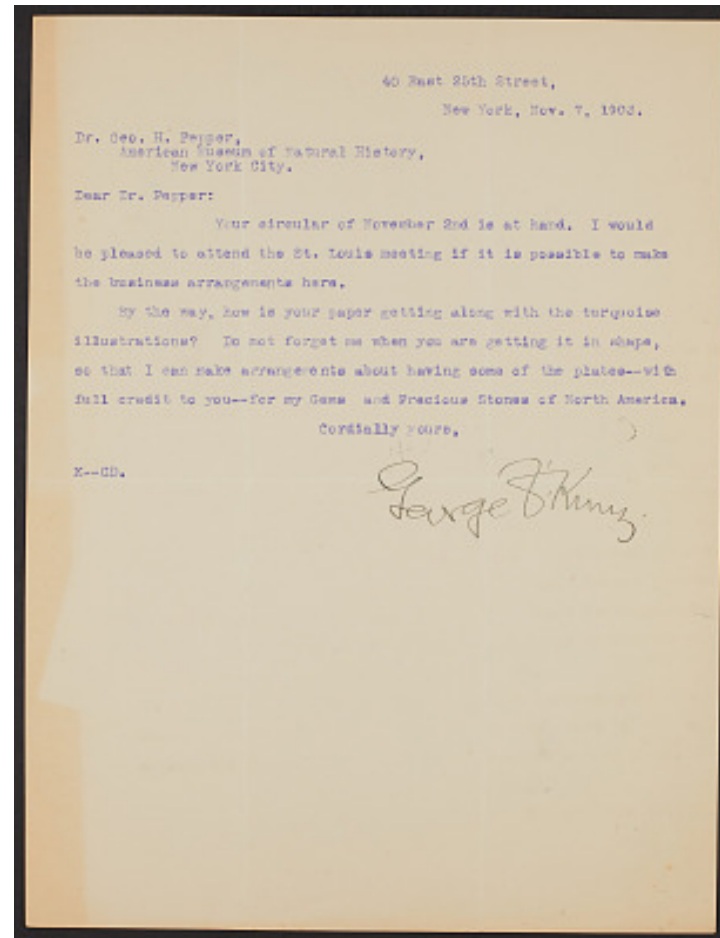 40 East 25th Street,
New York, Nov. 7, 1903.
Dr. Geo. H. Pepper,
American Museum of Natural History,
New York City.
Dear Dr. Pepper:
Your circular of November 2nd is at hand. I would
be pleased to attend the St. Louis meeting if it is possible to make
the business arrangements here.
By the way, how is your paper getting along with the turquoise
illustrations? Do not forget me when you are getting it in shape,
so that I can make arrangements about having some of the plates--with
full credit to you--for my Gems and Precious Stones of North America.
Cordially yours,
K--CD.
George F Kunz.